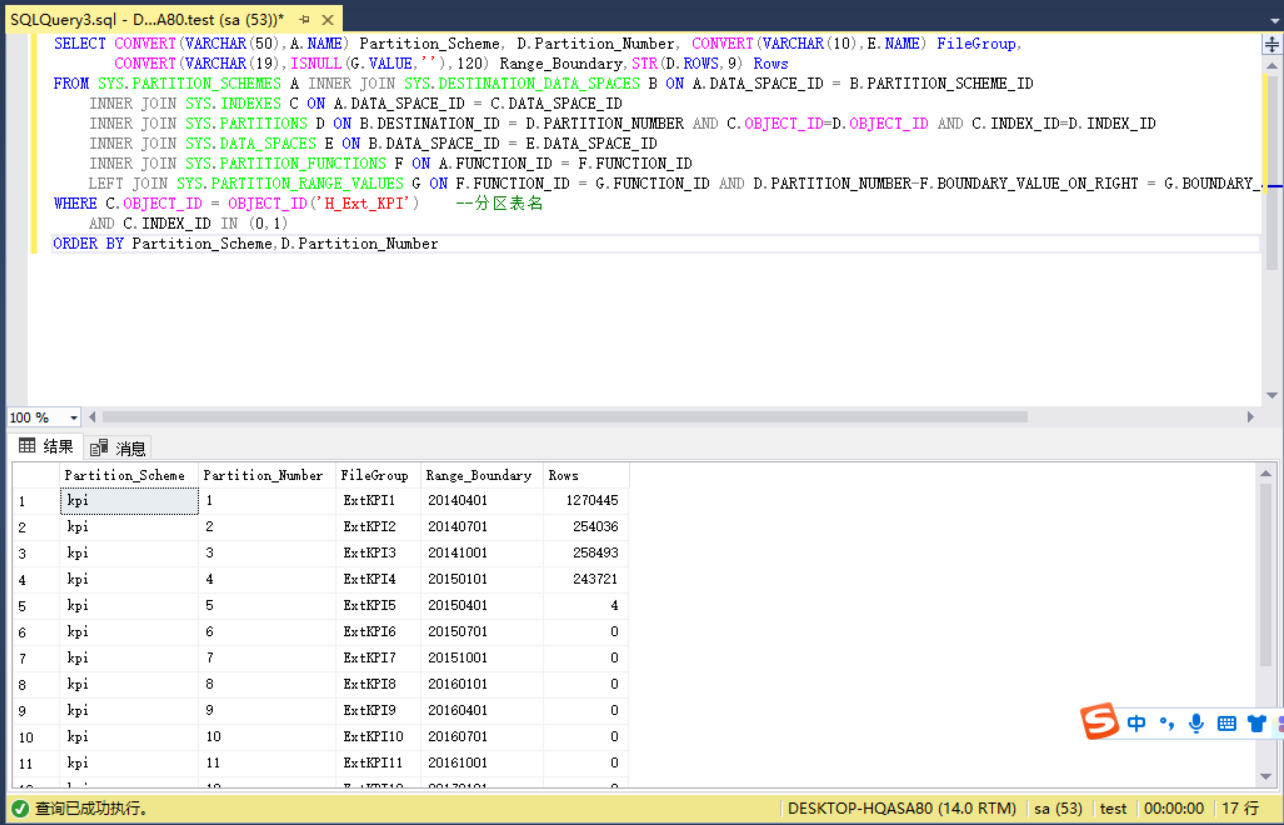 SQLQuery3.sql - D...A80.test (sa (53))*
SELECT CONVERT(VARCHAR(50),A.NAME) Partition_Scheme, D.Partition_Number, CONVERT(VARCHAR(10),E.NAME) FileGroup,
CONVERT(VARCHAR(19),ISNULL(G.VALUE,''),120) Range_Boundary,STR(D.ROWS,9) Rows
FROM SYS.PARTITION_SCHEMES A INNER JOIN SYS.DESTINATION_DATA_SPACES B ON A.DATA_SPACE_ID = B.PARTITION_SCHEME_ID
INNER JOIN SYS.INDEXES C ON A.DATA_SPACE_ID = C.DATA_SPACE_ID
INNER JOIN SYS.PARTITIONS D ON B.DESTINATION_ID = D.PARTITION_NUMBER AND C.OBJECT_ID=D.OBJECT_ID AND C.INDEX_ID=D.INDEX_ID
INNER JOIN SYS.DATA_SPACES E ON B.DATA_SPACE_ID = E.DATA_SPACE_ID
INNER JOIN SYS.PARTITION_FUNCTIONS F ON A.FUNCTION_ID = F.FUNCTION_ID
LEFT JOIN SYS.PARTITION_RANGE_VALUES G ON F.FUNCTION_ID = G.FUNCTION_ID AND D.PARTITION_NUMBER-F.BOUNDARY_VALUE_ON_RIGHT = G.BOUNDARY_
WHERE C.OBJECT_ID = OBJECT_ID('H_Ext_KPI') --分区表名
AND C.INDEX_ID IN (0,1)
ORDER BY Partition_Scheme,D.Partition_Number
100 %
结果 消息
Partition_Scheme Partition_Number FileGroup Range_Boundary Rows
1 kpi 1 ExtKPI1 20140401 1270445
2 kpi 2 ExtKPI2 20140701 254036
3 kpi 3 ExtKPI3 20141001 258493
4 kpi 4 ExtKPI4 20150101 243721
5 kpi 5 ExtKPI5 20150401 4
6 kpi 6 ExtKPI6 20150701 0
7 kpi 7 ExtKPI7 20151001 0
8 kpi 8 ExtKPI8 20160101 0
9 kpi 9 ExtKPI9 20160401 0
10 kpi 10 ExtKPI10 20160701 0
11 kpi 11 ExtKPI11 20161001 0
S 中
查询已成功执行。 DESKTOP-HQASA80 (14.0 RTM) sa (53) test 00:00:00 17 行